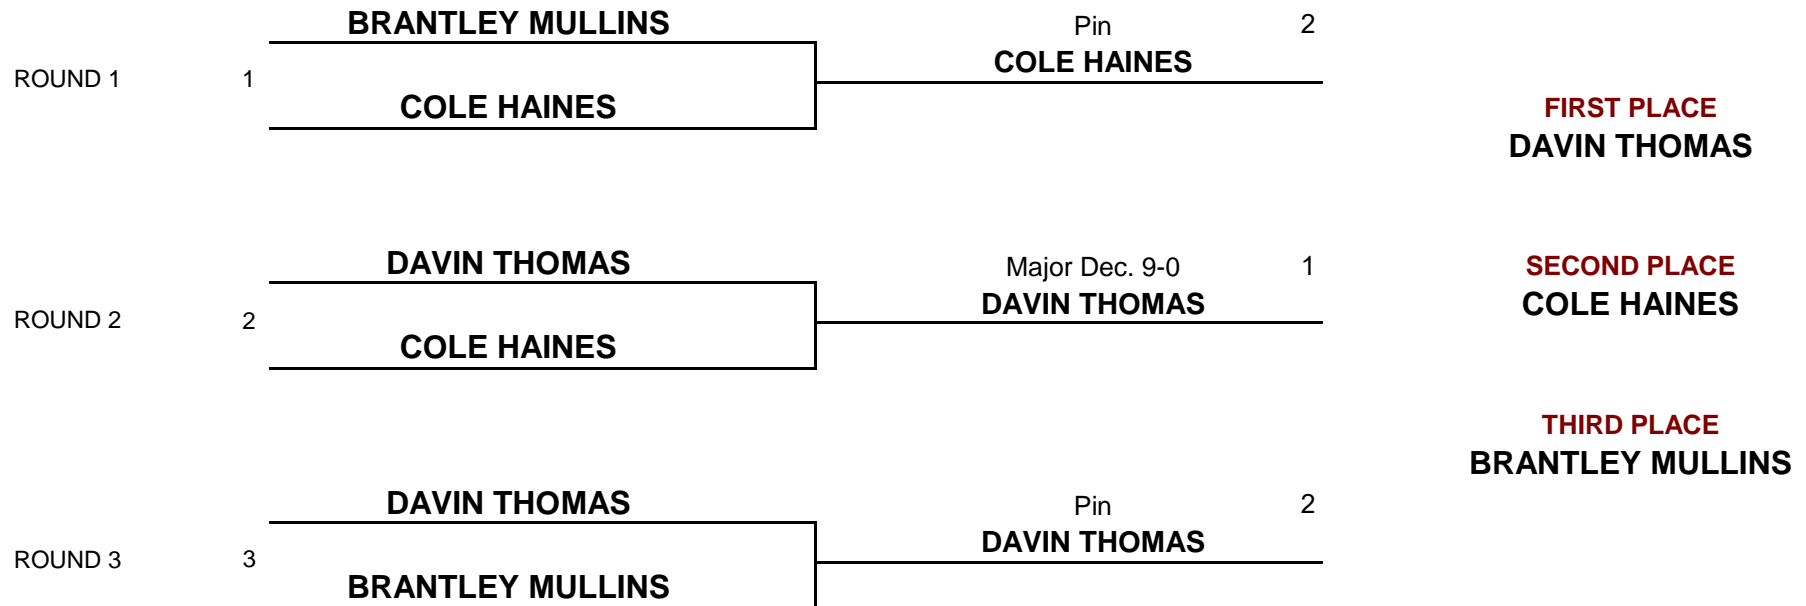 BRANTLEY MULLINS
Pin 2
COLE HAINES
ROUND 1 1
COLE HAINES
FIRST PLACE
DAVIN THOMAS
DAVIN THOMAS
Major Dec. 9-0 1
SECOND PLACE
DAVIN THOMAS
COLE HAINES
ROUND 2 2
COLE HAINES
THIRD PLACE
BRANTLEY MULLINS
DAVIN THOMAS
Pin 2
DAVIN THOMAS
ROUND 3 3
BRANTLEY MULLINS